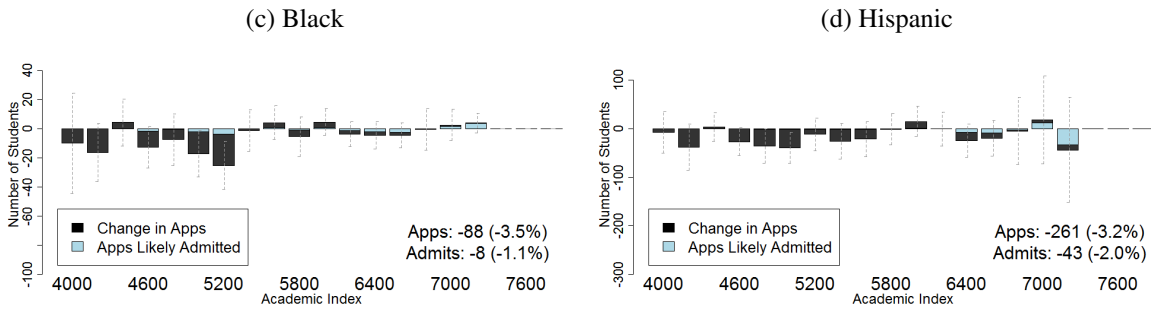 (c) Black
40
20
0
-20
-40
-60
-100
Number of Students
Change in Apps
Apps Likely Admitted
Apps: -88 (-3.5%)
Admits: -8 (-1.1%)
4000 4600 5200 5800 6400 7000 7600
Academic Index
(d) Hispanic
100
0
-100
-200
-300
Number of Students
Change in Apps
Apps Likely Admitted
Apps: -261 (-3.2%)
Admits: -43 (-2.0%)
4000 4600 5200 5800 6400 7000 7600
Academic Index